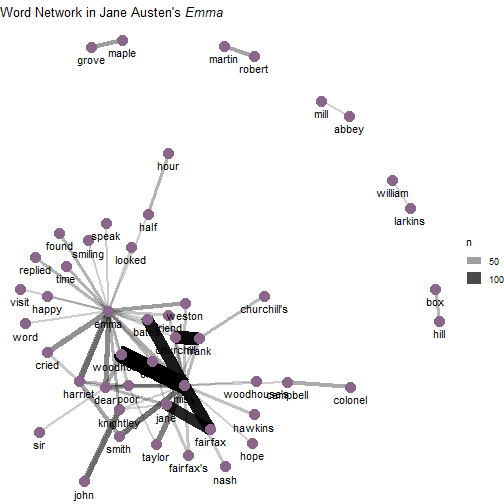 Word Network in Jane Austen's Emma
maple
grove
martin
robert
mill
abbey
hour
william
larkins
half
found
speak
smiling
looked
replied
time
visit
happy
word
emma
weston
friend
churchill's
churchill
frank
box
hill
n
50
100
cried
harriet
dear
poor
miss
woodhouse's
campbell
colonel
knightley
jane
hawkins
sir
smith
taylor
fairfax
hope
fairfax's
nash
john